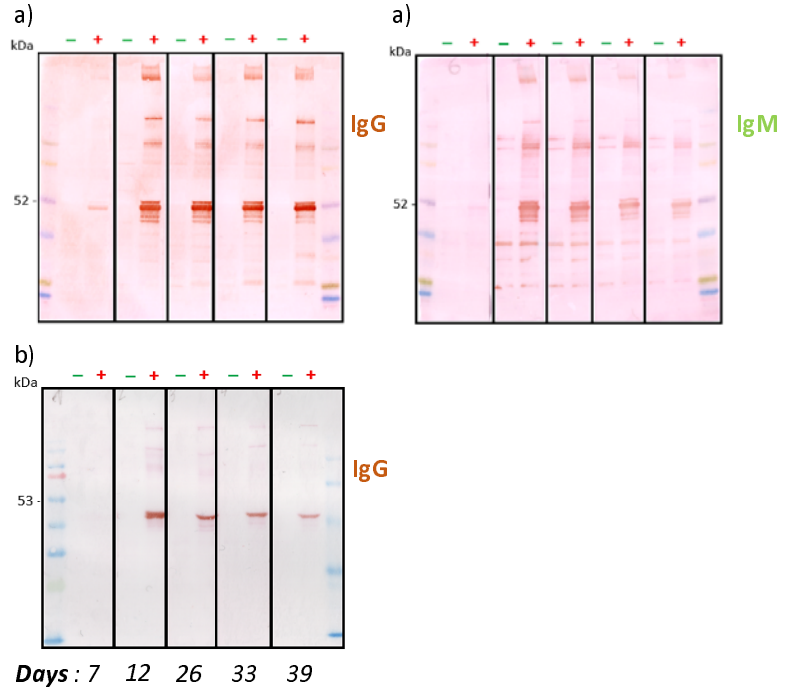 a)
kDa
– + – + – + – + – +
52 -
IgG
a)
kDa
– + – + – + – + – +
52 -
IgM
b)
kDa
– + – + – + – + – +
53 -
IgG
Days : 7 12 26 33 39